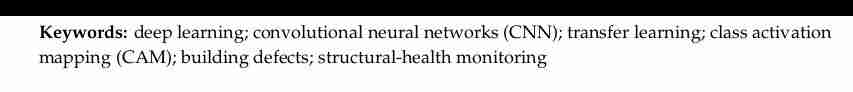 Keywords: deep learning; convolutional neural networks (CNN); transfer learning; class activation
mapping (CAM); building defects; structural-health monitoring